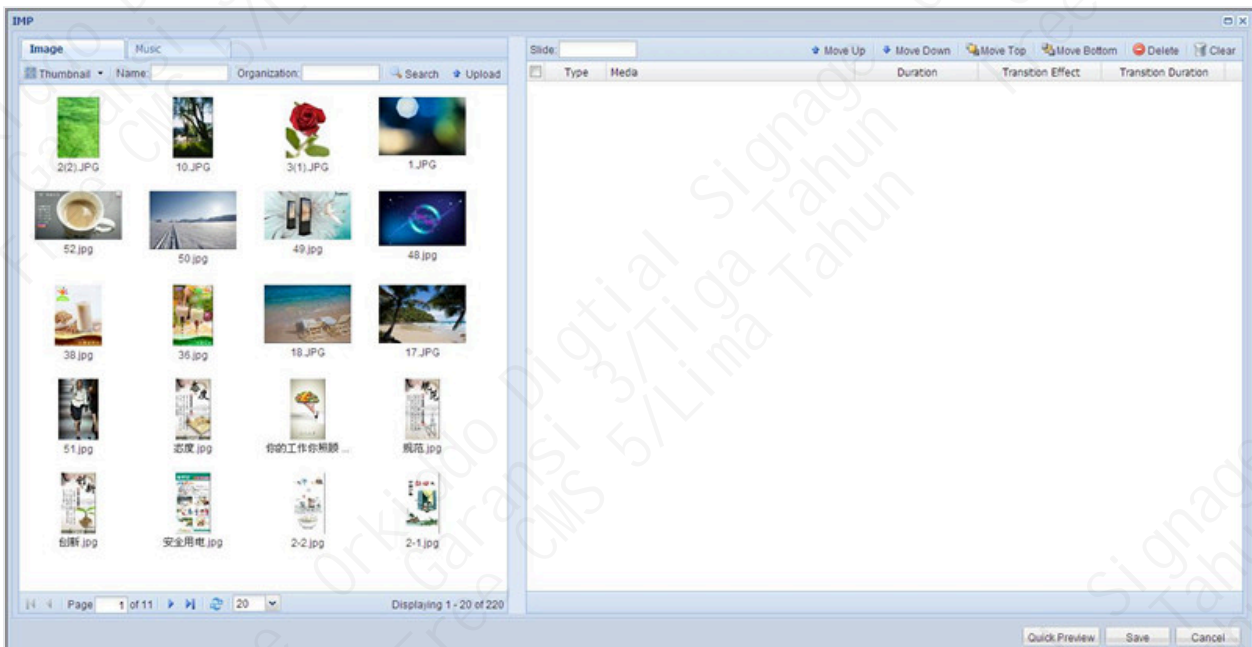 IMP
Image Music
Thumbnail Name: Organization: Search Upload
2(2).JPG 10.JPG 3(1).JPG 1.JPG
52.jpg 50.jpg 49.jpg 48.jpg
38.jpg 36.jpg 18.JPG 17.JPG
51.jpg 态度.jpg 你的工作你照顾 ... 规范.jpg
创新.jpg 安全用电.jpg 2-2.jpg 2-1.jpg
Page 1 of 11 20 Displaying 1 - 20 of 220
Slide: Move Up Move Down Move Top Move Bottom Delete Clear
Type Meda Duration Transition Effect Transition Duration
Quick Preview Save Cancel
Orkiddo Digtial Signage
Garansi 3/Tiga Tahun
Free CMS 5/Lima Tahun